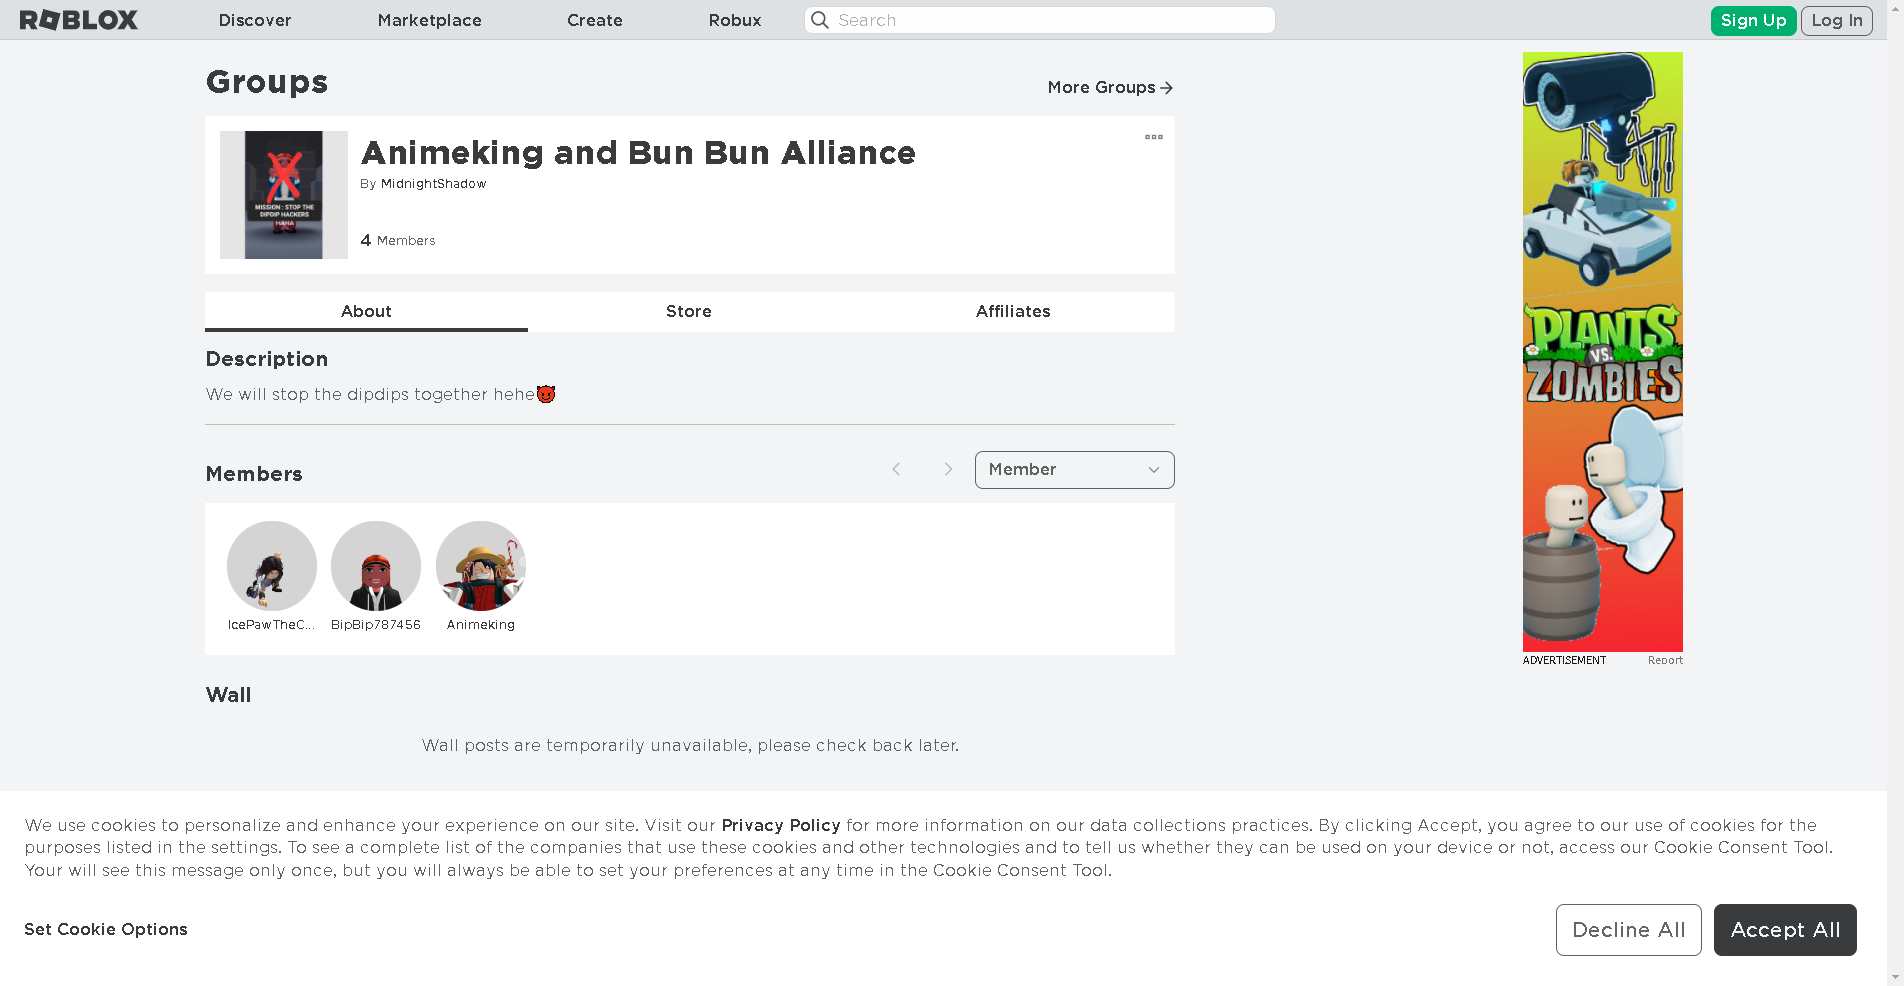 ROBLOX
Discover
Marketplace
Create
Robux
Search
Sign Up
Log In
Groups
More Groups
MISSION : STOP THE
DIPDIP HACKERS
HAHA
Animeking and Bun Bun Alliance
By MidnightShadow
4 Members
About
Store
Affiliates
Description
We will stop the dipdips together hehe😈
Members
Member
IcePawTheC...
BipBip787456
Animeking
Wall
Wall posts are temporarily unavailable, please check back later.
PLANTS
VS.
ZOMBIES
ADVERTISEMENT
Report
We use cookies to personalize and enhance your experience on our site. Visit our Privacy Policy for more information on our data collections practices. By clicking Accept, you agree to our use of cookies for the
purposes listed in the settings. To see a complete list of the companies that use these cookies and other technologies and to tell us whether they can be used on your device or not, access our Cookie Consent Tool.
Your will see this message only once, but you will always be able to set your preferences at any time in the Cookie Consent Tool.
Set Cookie Options
Decline All
Accept All